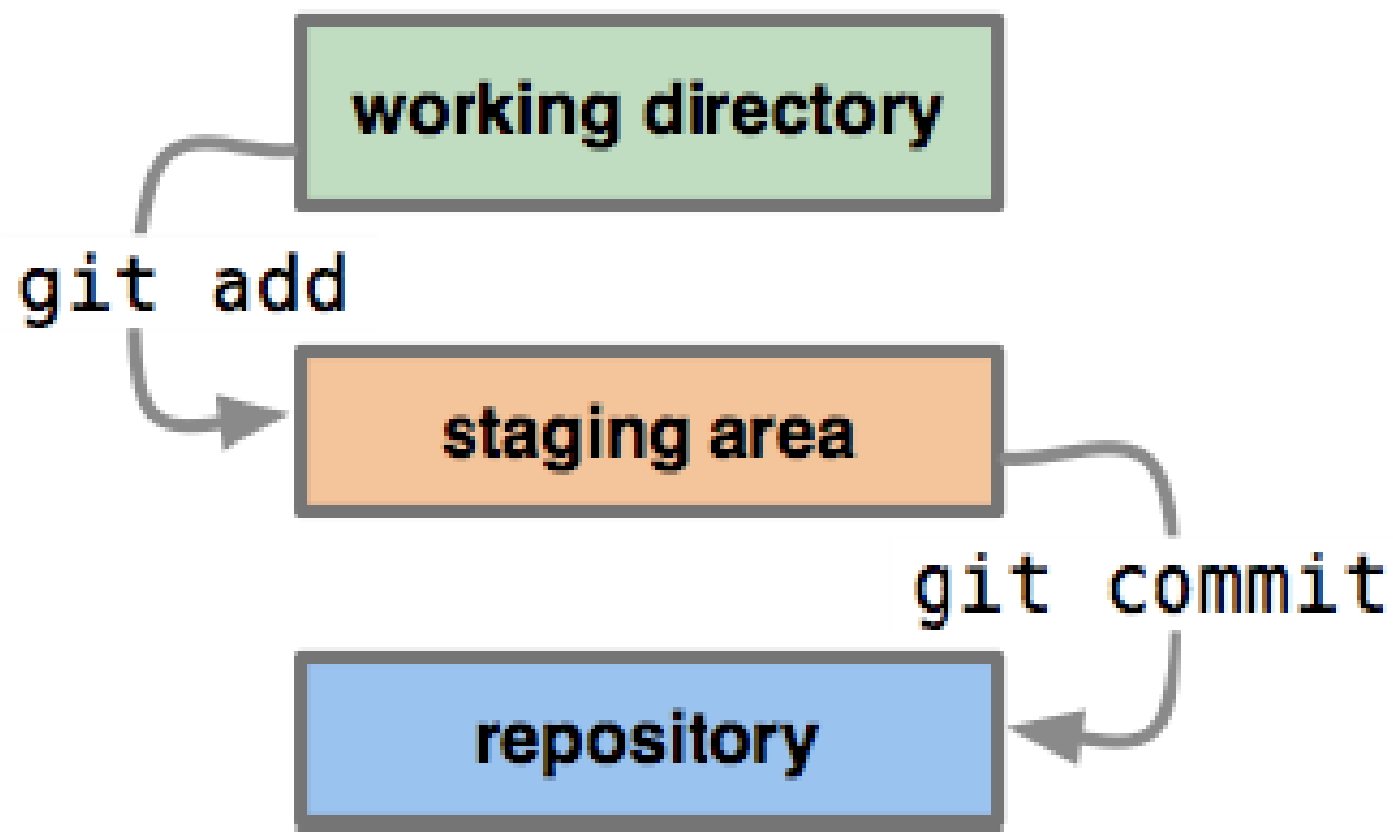 working directory
git add
staging area
git commit
repository